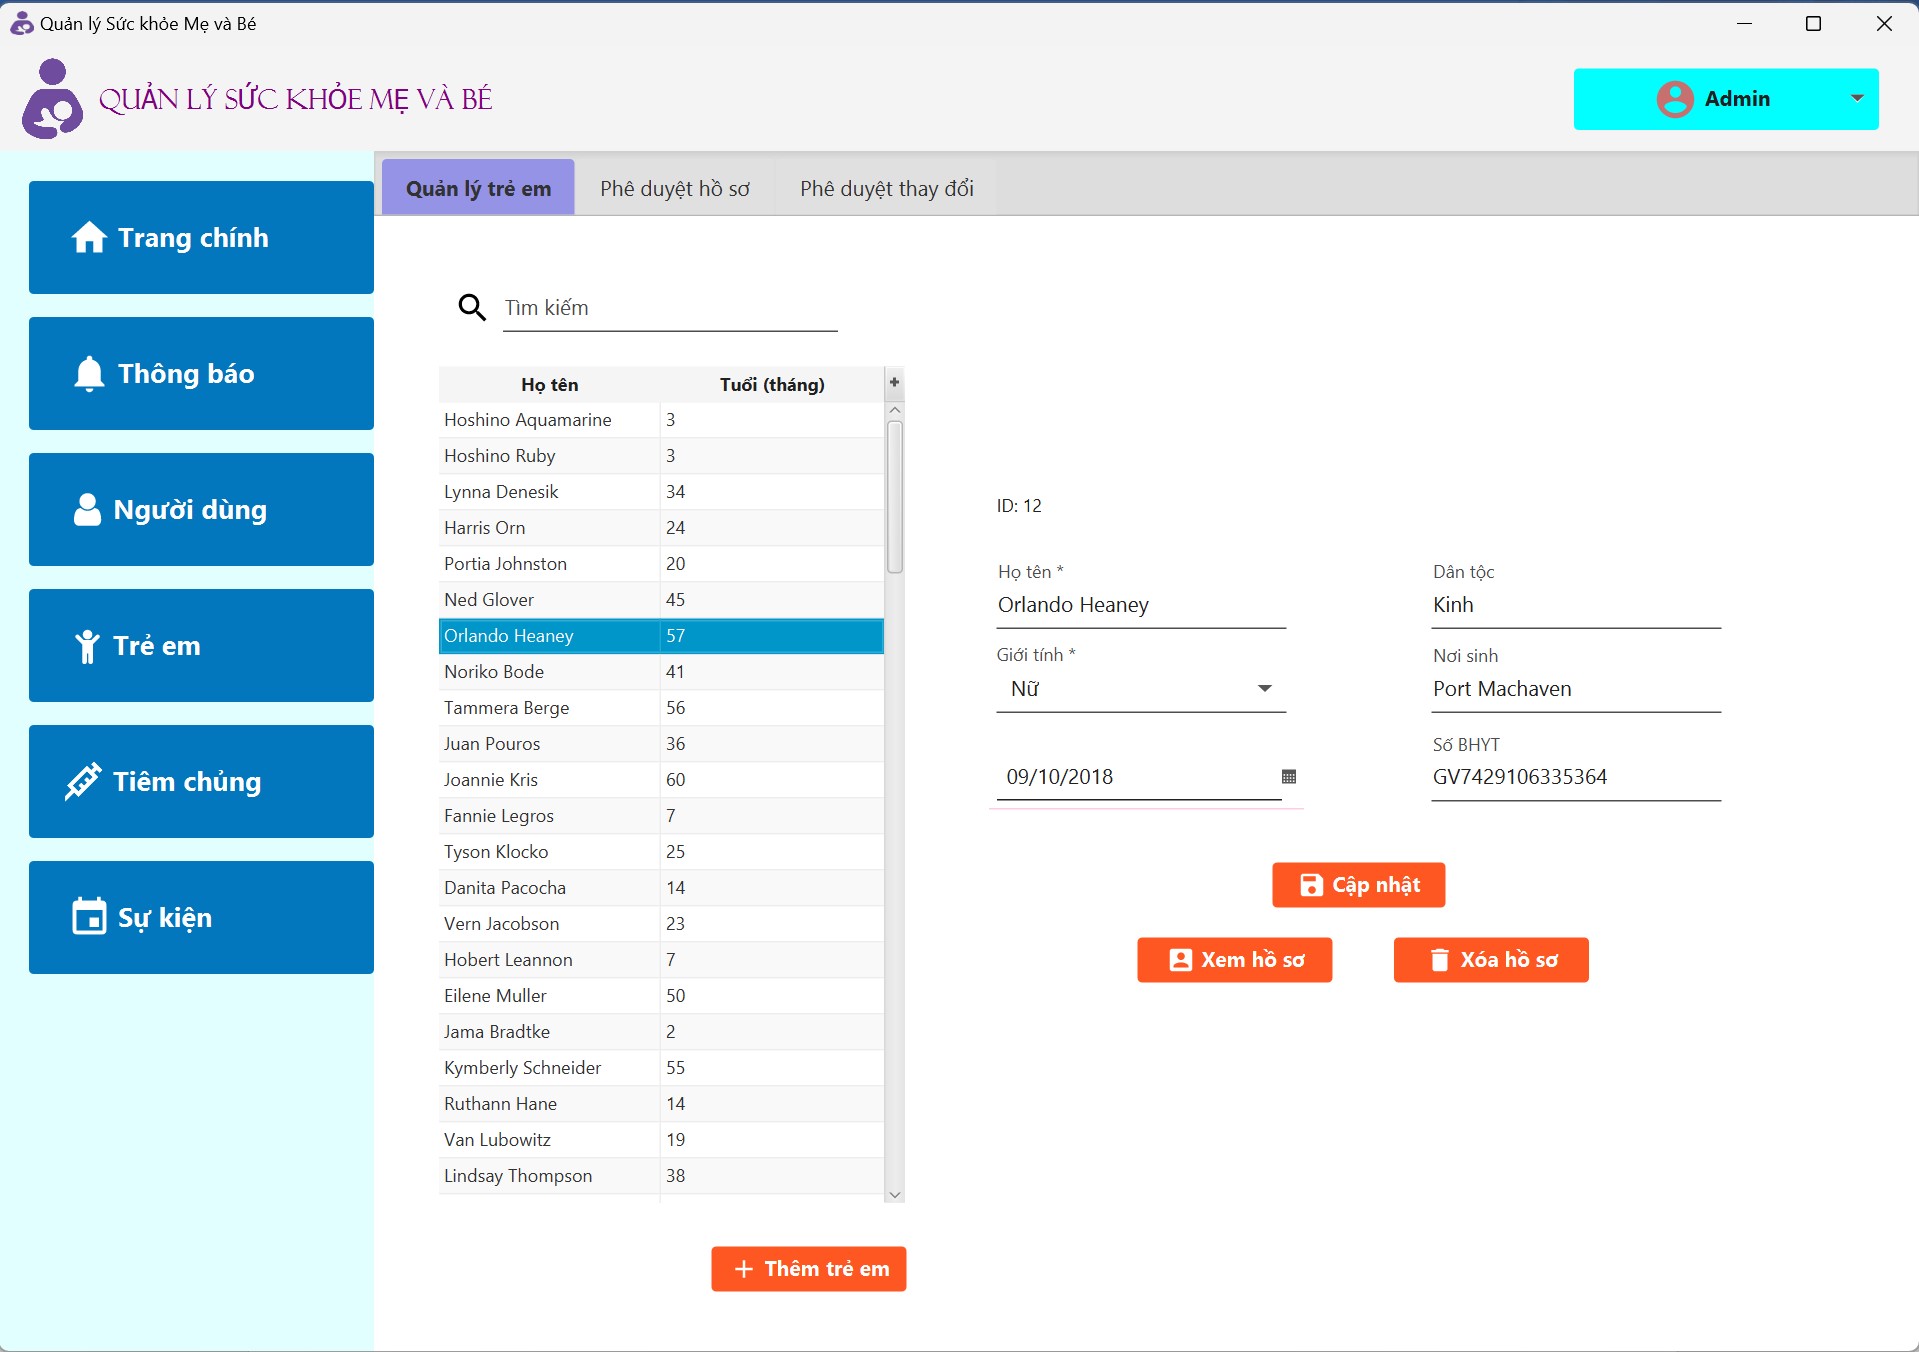 Quản lý Sức khỏe Mẹ và Bé
QUẢN LÝ SỨC KHỎE MẸ VÀ BÉ
Admin
Trang chính
Thông báo
Người dùng
Trẻ em
Tiêm chủng
Sự kiện
Quản lý trẻ em Phê duyệt hồ sơ Phê duyệt thay đổi
Tìm kiếm
Họ tên Tuổi (tháng) +
Hoshino Aquamarine 3
Hoshino Ruby 3
Lynna Denesik 34
Harris Orn 24
Portia Johnston 20
Ned Glover 45
Orlando Heaney 57
Noriko Bode 41
Tammera Berge 56
Juan Pouros 36
Joannie Kris 60
Fannie Legros 7
Tyson Klocko 25
Danita Pacocha 14
Vern Jacobson 23
Hobert Leannon 7
Eilene Muller 50
Jama Bradtke 2
Kymberly Schneider 55
Ruthann Hane 14
Van Lubowitz 19
Lindsay Thompson 38
Thêm trẻ em
ID: 12
Họ tên *
Orlando Heaney
Dân tộc
Kinh
Giới tính *
Nữ
Nơi sinh
Port Machaven
09/10/2018
Số BHYT
GV7429106335364
Cập nhật
Xem hồ sơ
Xóa hồ sơ